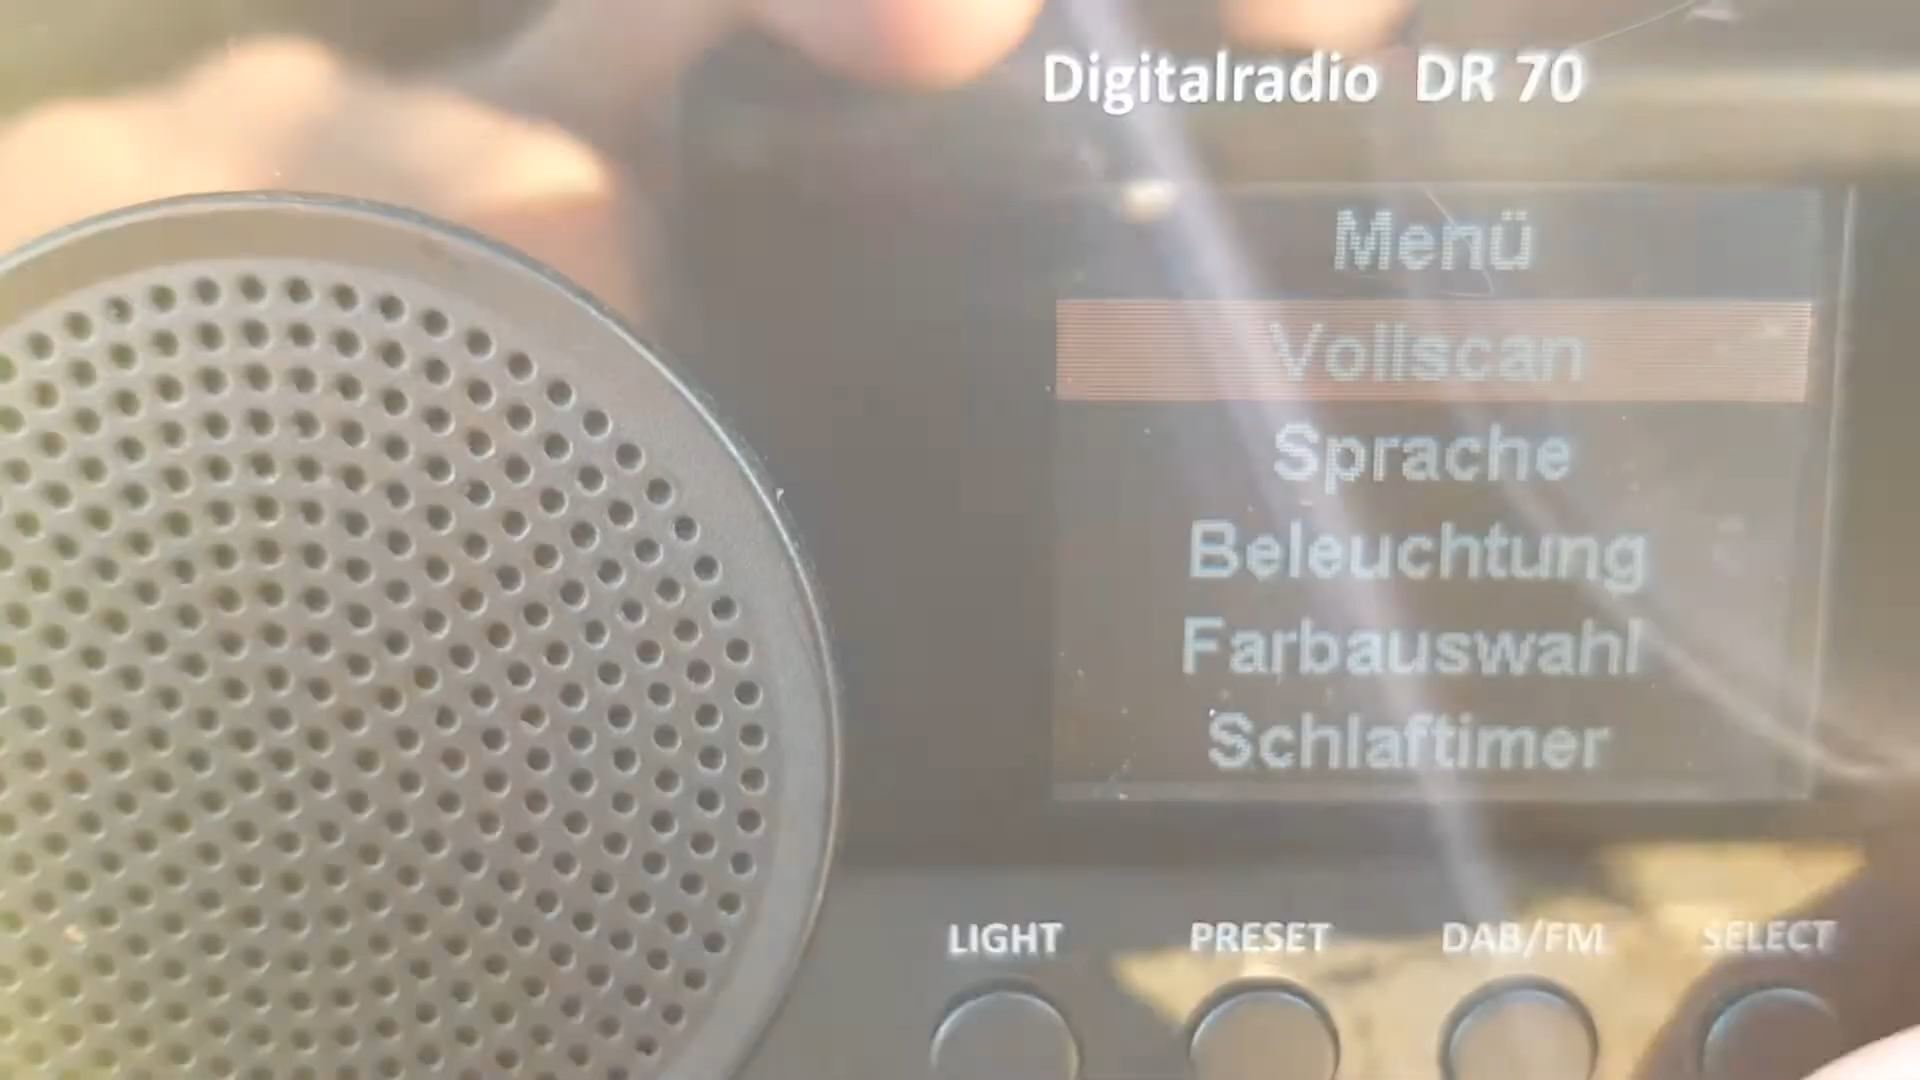 Digitalradio DR 70
Menü
Vollscan
Sprache
Beleuchtung
Farbauswahl
Schlaftimer
LIGHT PRESET DAB/FM SELECT